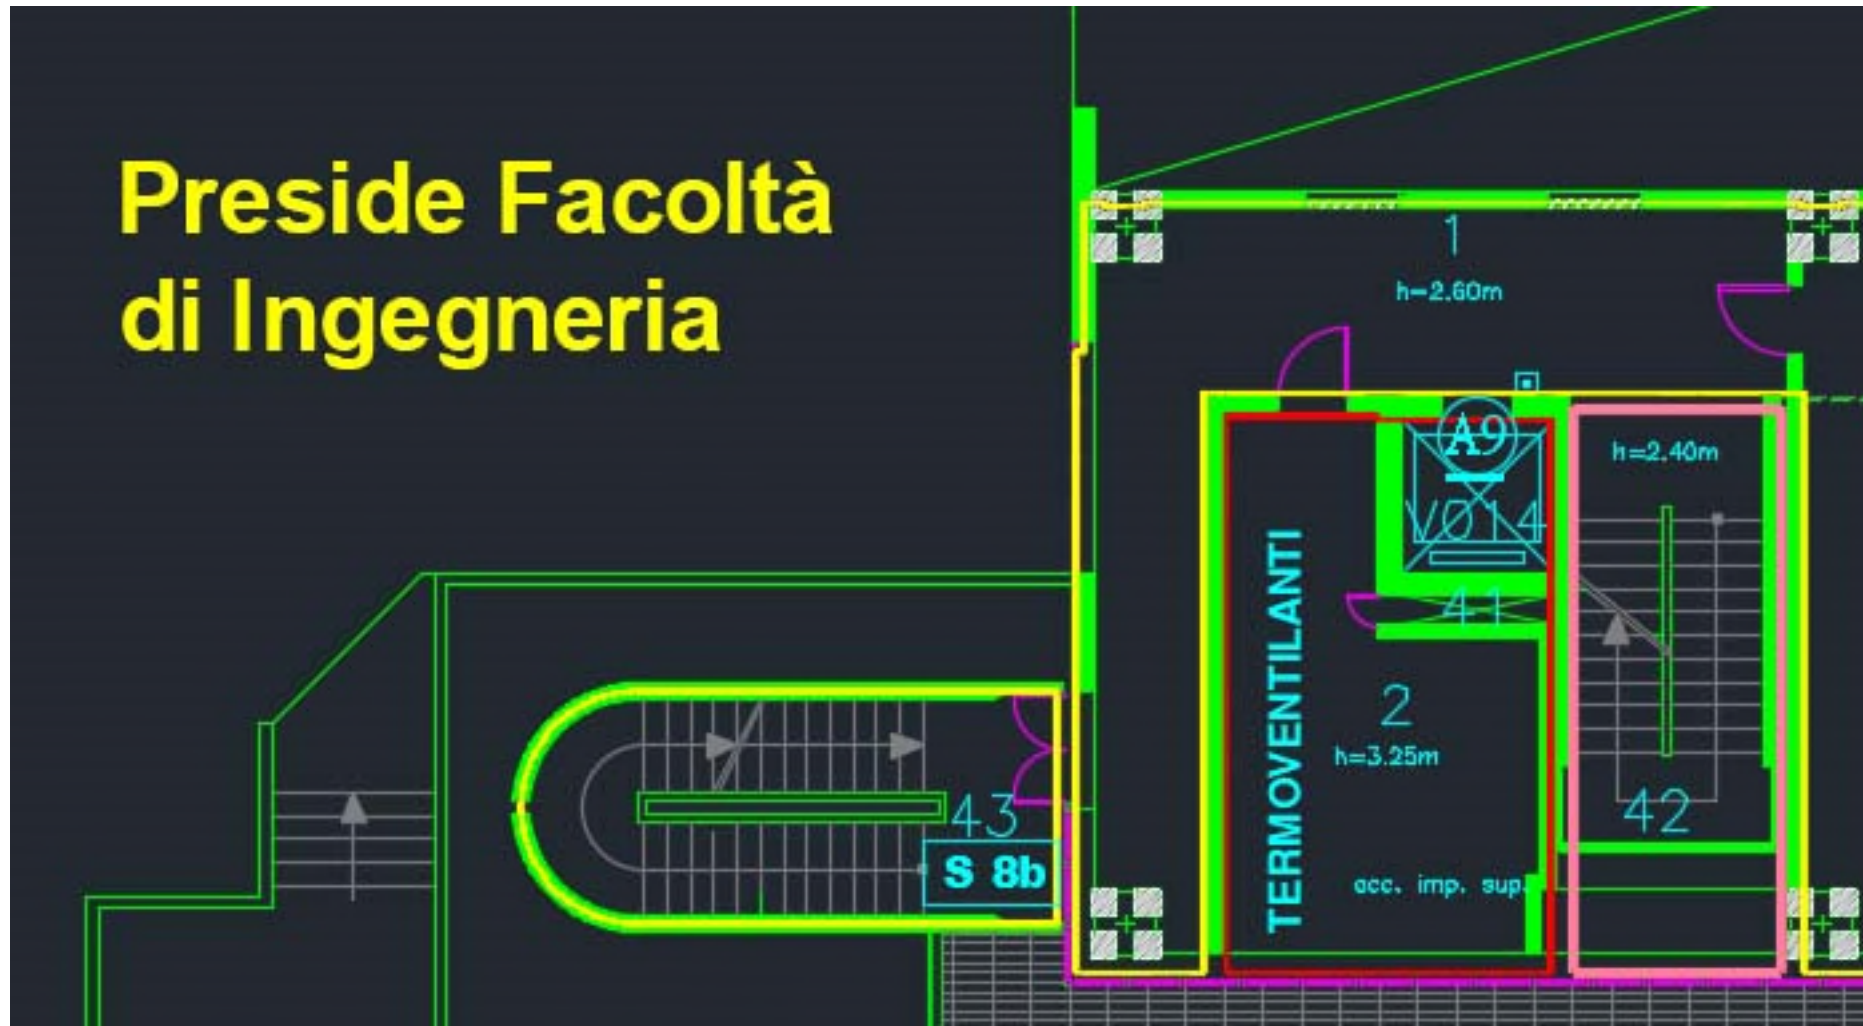 Preside Facoltà
di Ingegneria
1
h=2.60m
A9
h=2.40m
V014
41
TERMOVENTILANTI
2
h=3.25m
42
43
S 8b
acc. imp. sup.